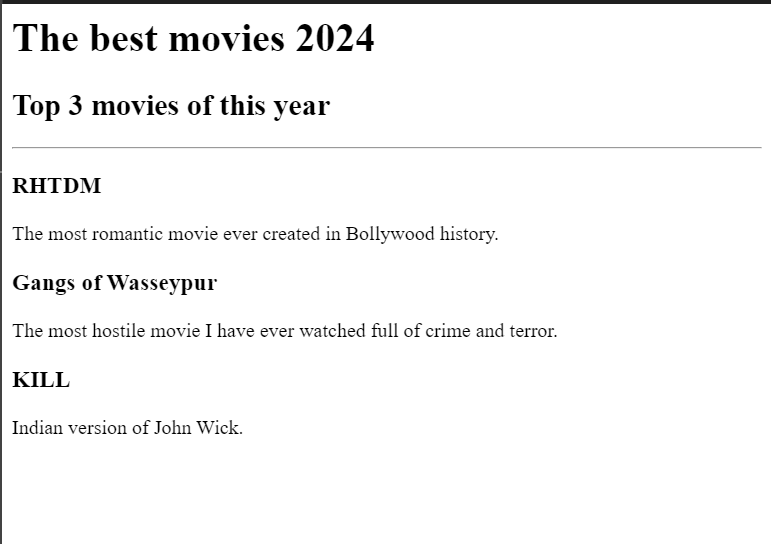 The best movies 2024
Top 3 movies of this year
RHTDM
The most romantic movie ever created in Bollywood history.
Gangs of Wasseypur
The most hostile movie I have ever watched full of crime and terror.
KILL
Indian version of John Wick.